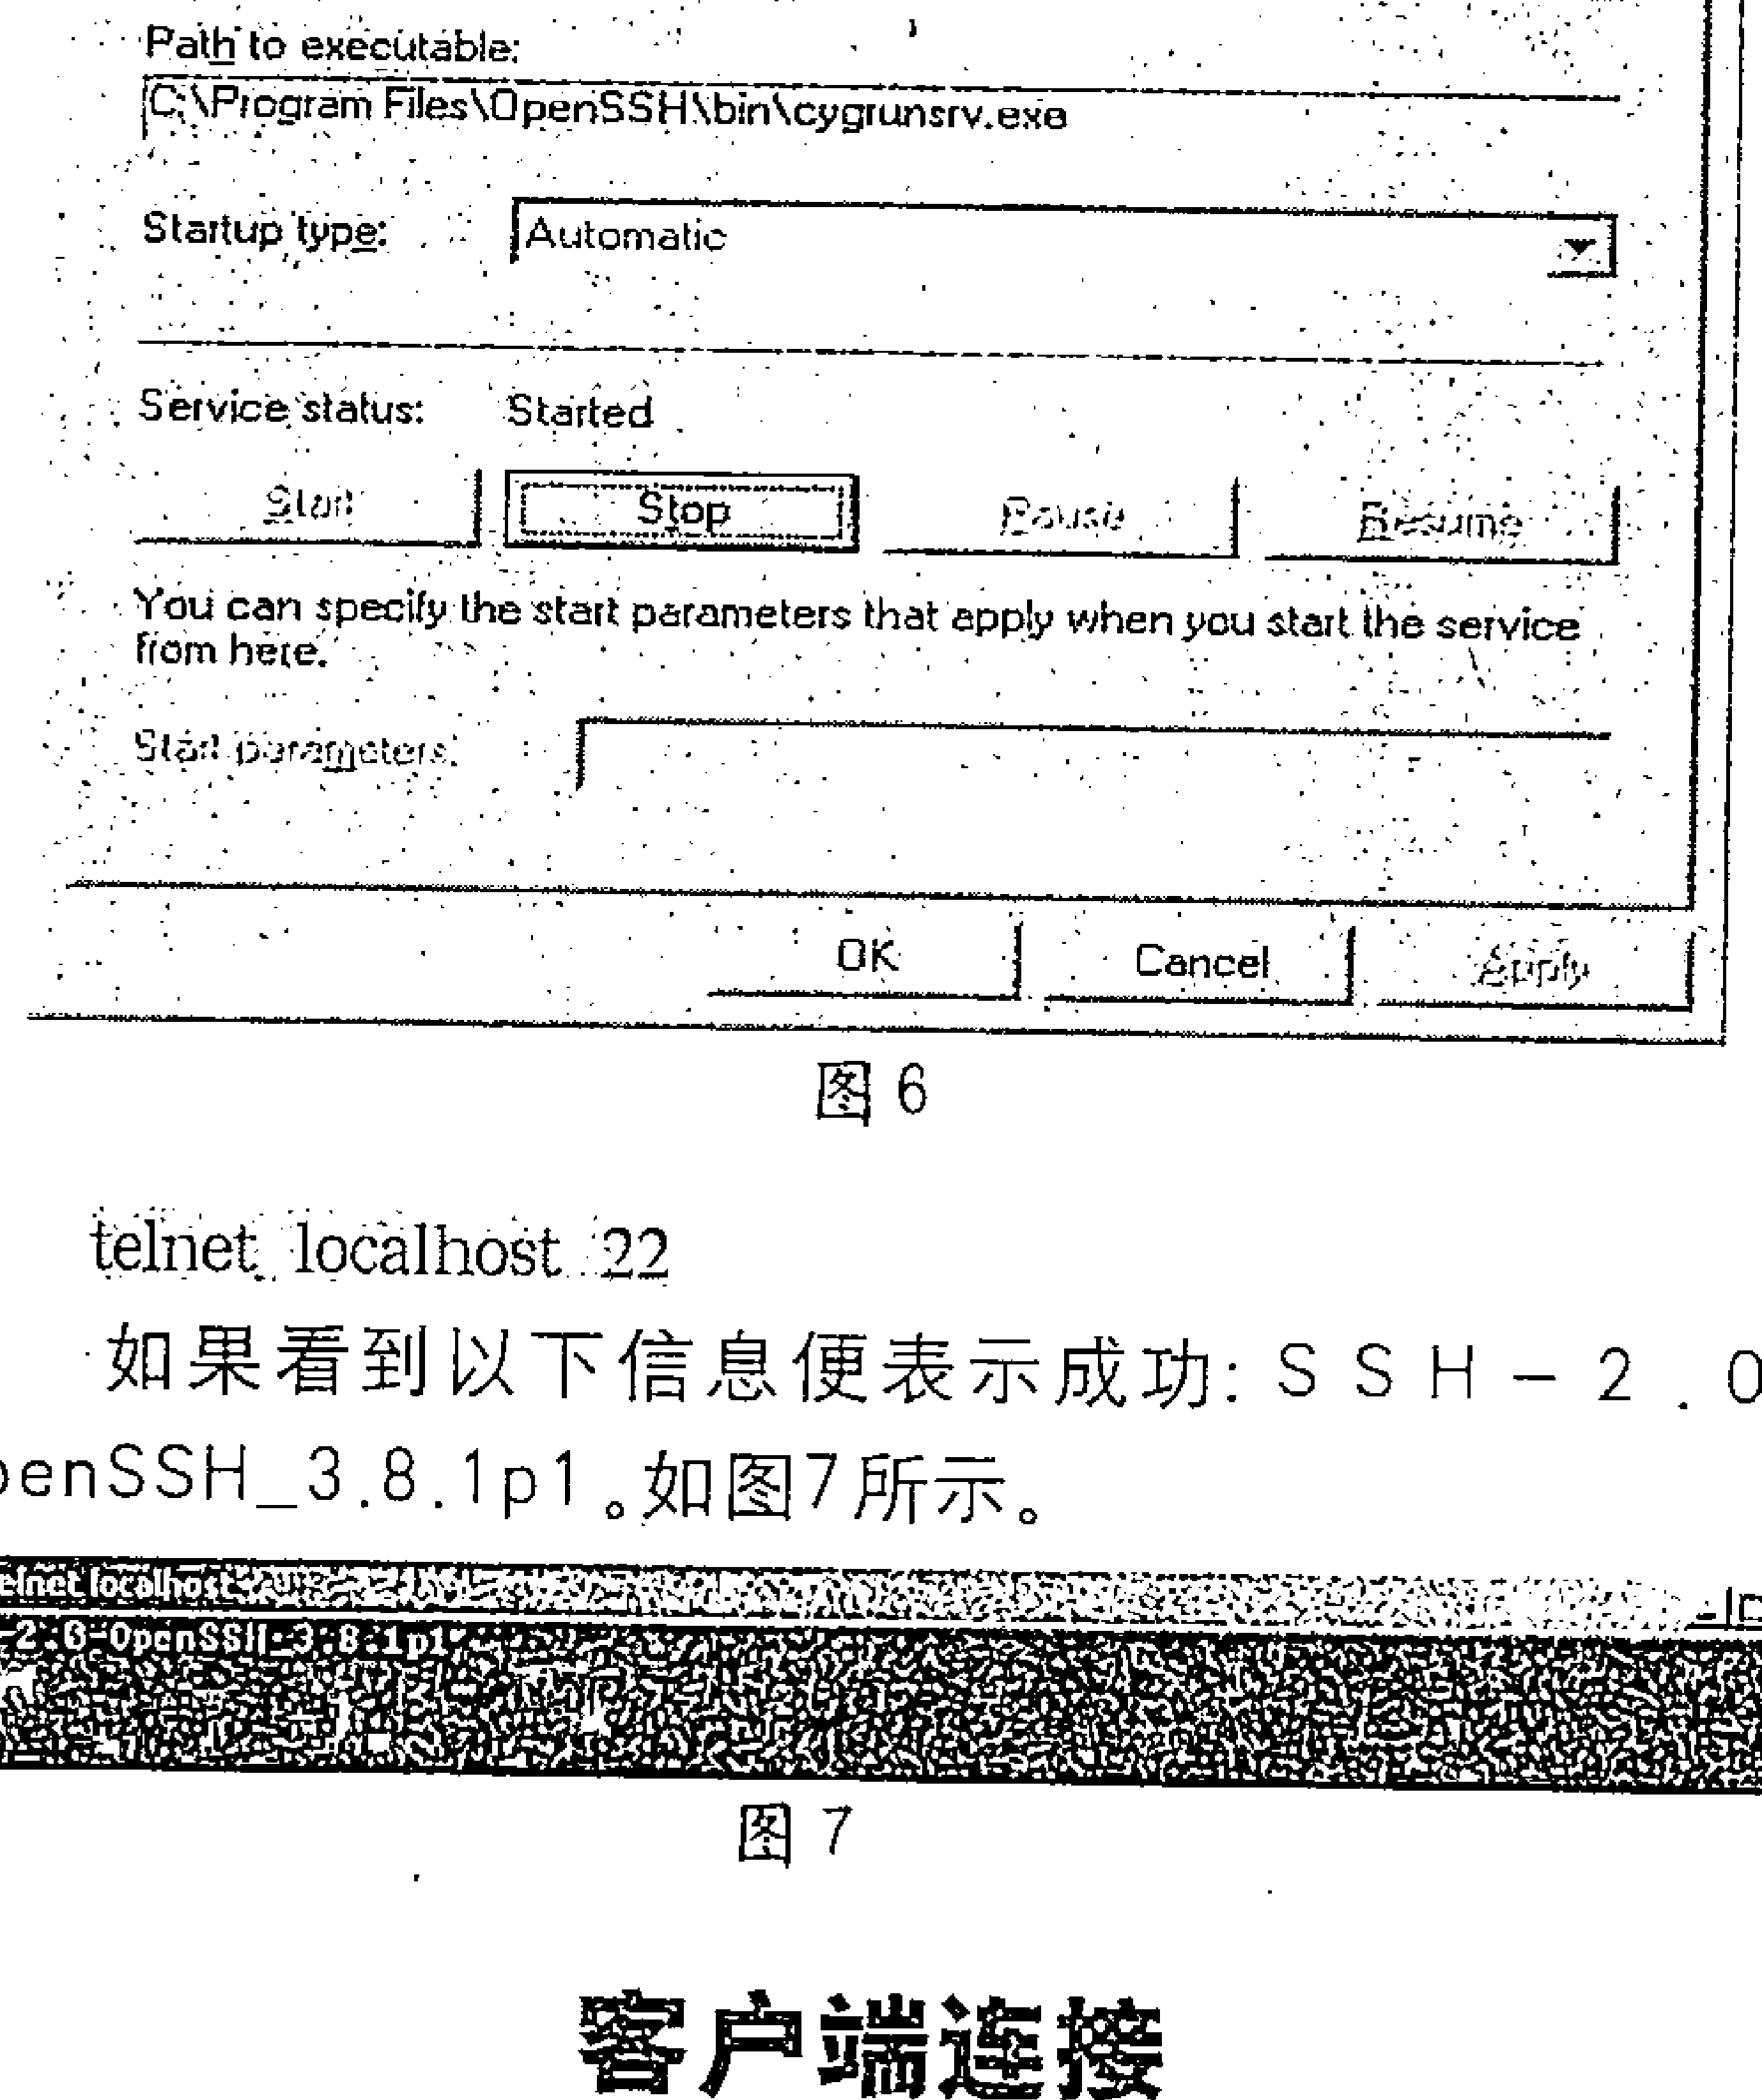 Path to executable:
C:\Program Files\OpenSSH\bin\cygrunsrv.exe
Startup type: Automatic
Service status: Started
Start Stop Pause Resume
You can specify the start parameters that apply when you start the service
from here.
Start parameters:
OK Cancel Apply
图 6
telnet localhost 22
如果看到以下信息便表示成功: SSH-2.0
penSSH_3.8.1p1。如图7所示。
elnet localhost
2.0-OpenSSH_3.8.1p1
图 7
客户端连接